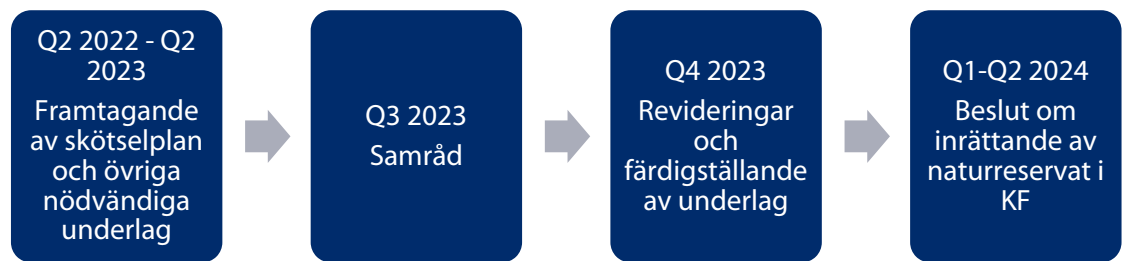 Q2 2022 - Q2
2023
Framtagande
av skötselplan
och övriga
nödvändiga
underlag
Q3 2023
Samråd
Q4 2023
Revideringar
och
färdigställande
av underlag
Q1-Q2 2024
Beslut om
inrättande av
naturreservat i
KF